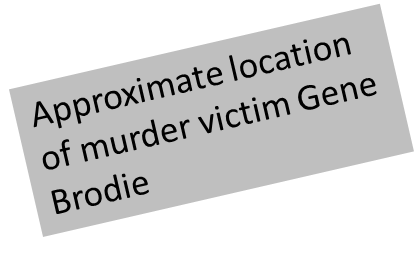 Approximate location
of murder victim Gene
Brodie